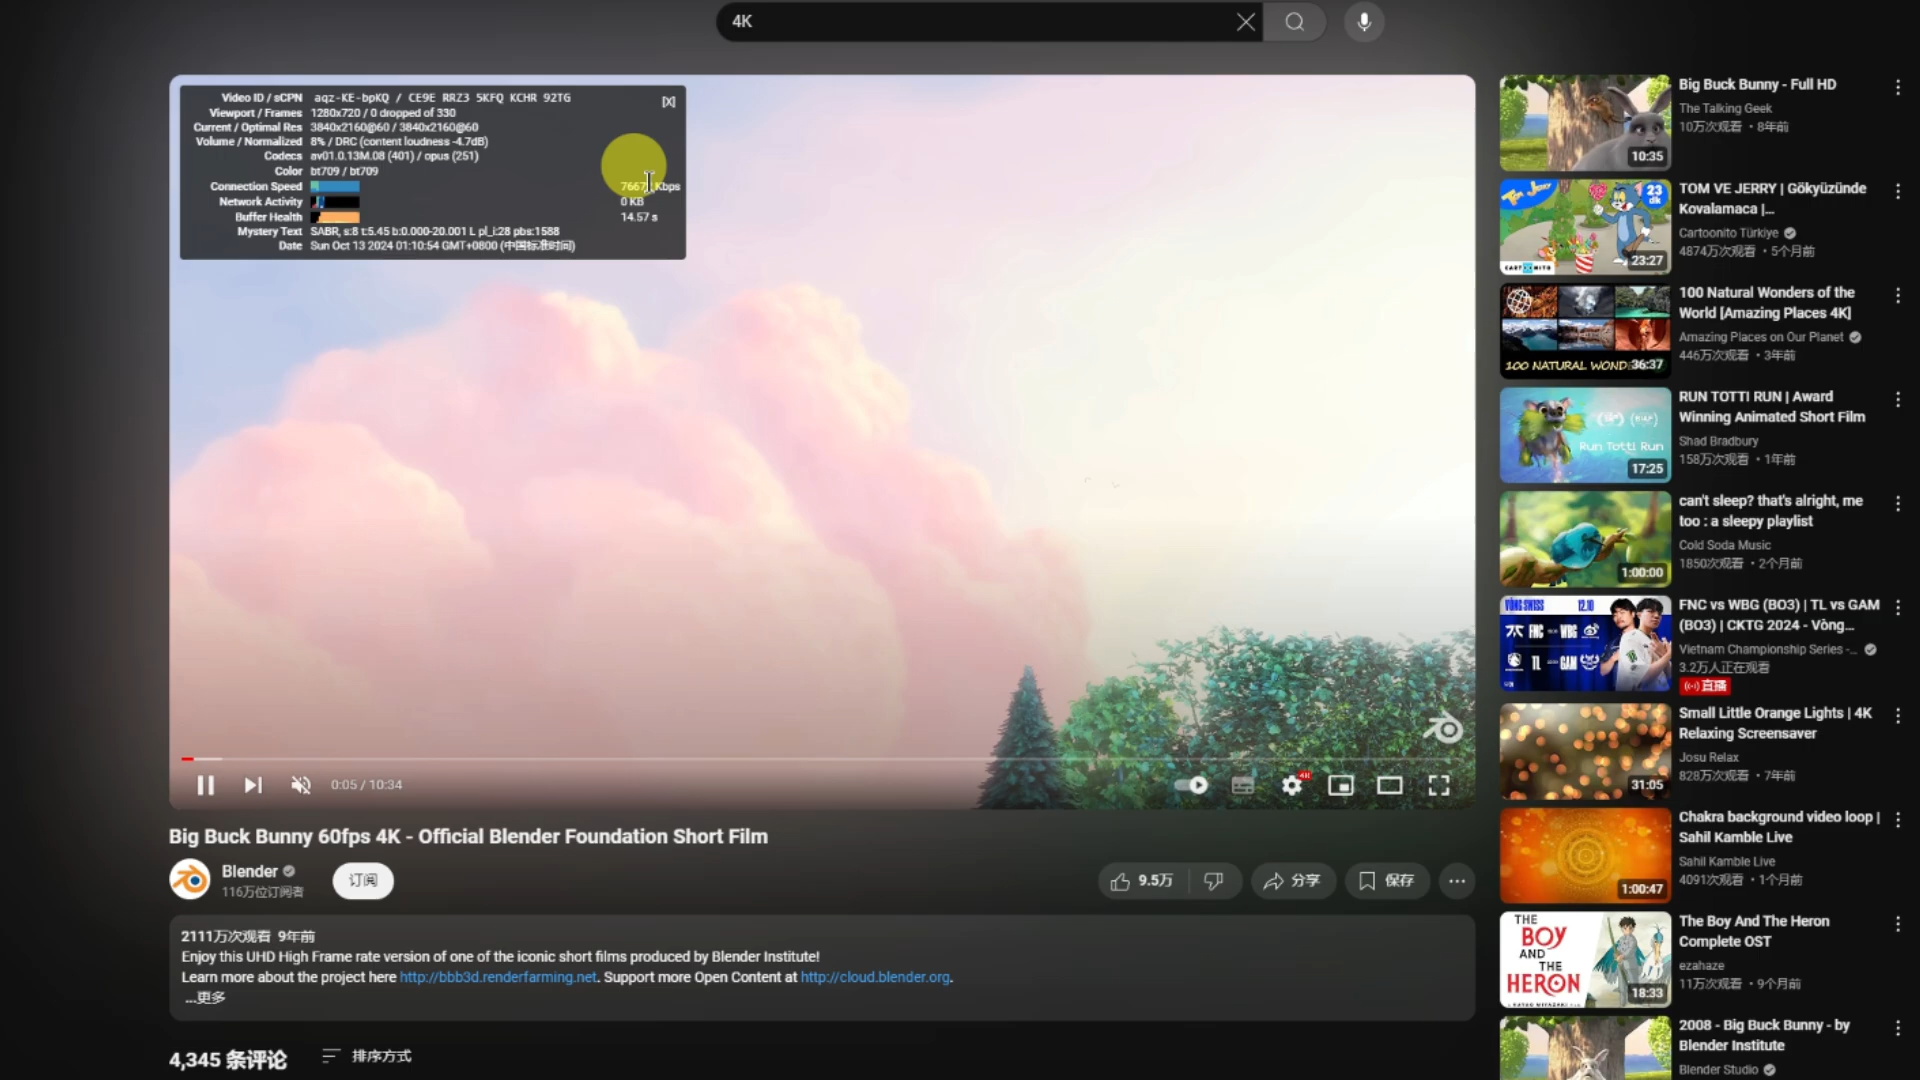 4K
Video ID / sCPN aqz-KE-bpKQ / CE9E RRZ3 5KFQ KCHR 92TG
[X]
Viewport / Frames 1280x720 / 0 dropped of 330
Current / Optimal Res 3840x2160@60 / 3840x2160@60
Volume / Normalized 8% / DRC (content loudness -4.7dB)
Codecs av01.0.13M.08 (401) / opus (251)
Color bt709 / bt709
Connection Speed Kbps
Network Activity 0 KB
Buffer Health 14.57 s
Mystery Text SABR, s:8 t:5.45 b:0.000-20.001 L pl_i:28 pbs:1588
Date Sun Oct 13 2024 01:10:54 GMT+0800 (中国标准时间)
0:05 / 10:34
4K
Big Buck Bunny 60fps 4K - Official Blender Foundation Short Film
Blender
116万位订阅者
订阅
9.5万
分享
保存
2111万次观看 9年前
Enjoy this UHD High Frame rate version of one of the iconic short films produced by Blender Institute!
Learn more about the project here http://bbb3d.renderfarming.net. Support more Open Content at http://cloud.blender.org.
...更多
4,345 条评论
排序方式
10:35
Big Buck Bunny - Full HD
The Talking Geek
10万次观看 • 8年前
Tom Jerry
23
dk
CARTOONITO
23:27
TOM VE JERRY | Gökyüzünde
Kovalamaca |...
Cartoonito Türkiye
4874万次观看 • 5个月前
100 NATURAL WOND
36:37
100 Natural Wonders of the
World [Amazing Places 4K]
Amazing Places on Our Planet
446万次观看 • 3年前
Run Totti Run
17:25
RUN TOTTI RUN | Award
Winning Animated Short Film
Shad Bradbury
158万次观看 • 1年前
1:00:00
can't sleep? that's alright, me
too : a sleepy playlist
Cold Soda Music
1850次观看 • 2个月前
VÒNG SWISS 12.10
FNC WBG
TL GAM
FNC vs WBG (BO3) | TL vs GAM
(BO3) | CKTG 2024 - Vòng...
Vietnam Championship Series -...
3.2万人正在观看
直播
31:05
Small Little Orange Lights | 4K
Relaxing Screensaver
Josu Relax
828万次观看 • 7年前
1:00:47
Chakra background video loop |
Sahil Kamble Live
Sahil Kamble Live
4091次观看 • 1个月前
THE
BOY
AND
THE
HERON
18:33
The Boy And The Heron
Complete OST
ezahaze
11万次观看 • 9个月前
2008 - Big Buck Bunny - by
Blender Institute
Blender Studio